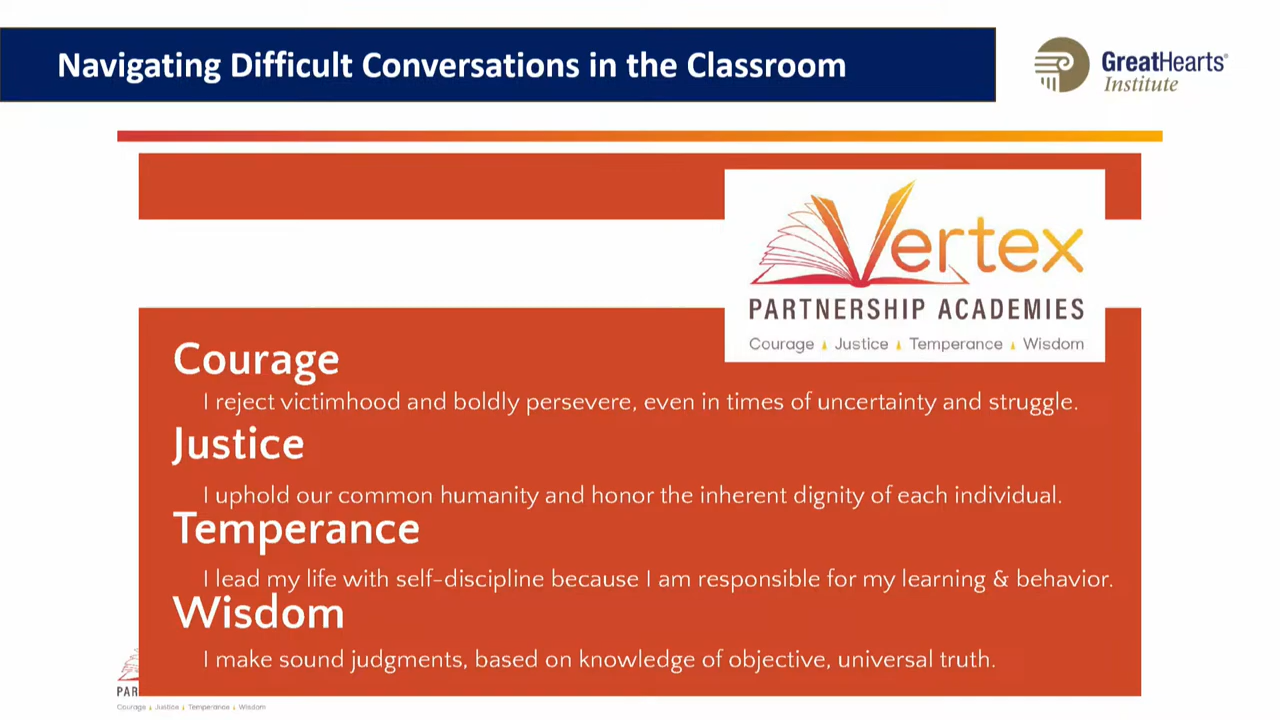 Navigating Difficult Conversations in the Classroom
GreatHearts®
Institute
Vertex
PARTNERSHIP ACADEMIES
Courage Justice Temperance Wisdom
Courage
I reject victimhood and boldly persevere, even in times of uncertainty and struggle.
Justice
I uphold our common humanity and honor the inherent dignity of each individual.
Temperance
I lead my life with self-discipline because I am responsible for my learning & behavior.
Wisdom
I make sound judgments, based on knowledge of objective, universal truth.
PAR
Courage Justice Temperance Wisdom